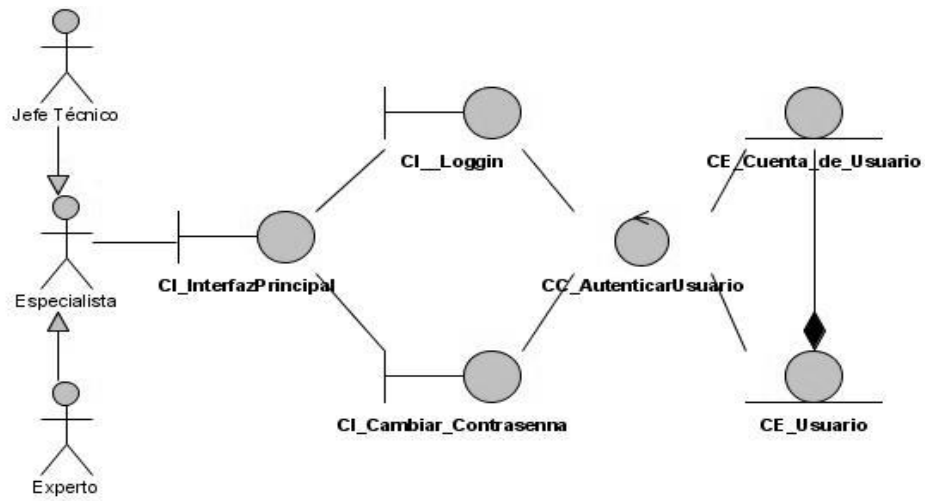 Jefe Técnico
CI__Loggin
CE_Cuenta_de_Usuario
Especialista
CI_InterfazPrincipal
CC_AutenticarUsuario
CI_Cambiar_Contrasenna
CE_Usuario
Experto